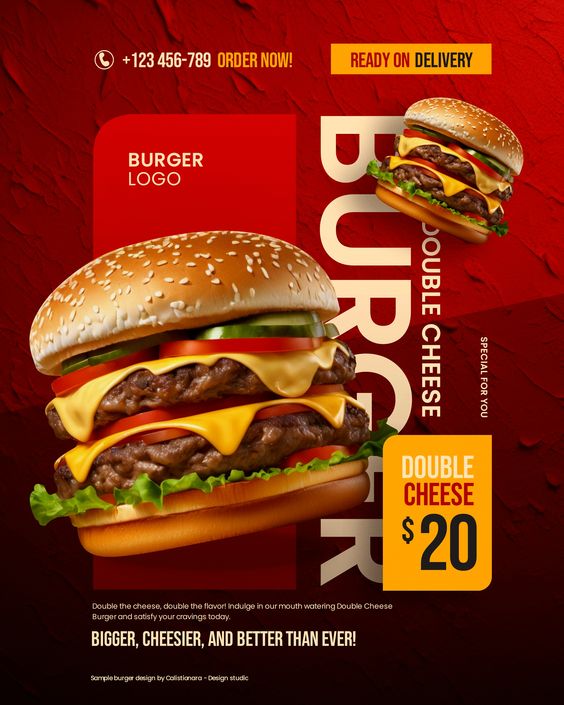 +123 456-789 ORDER NOW!
READY ON DELIVERY
BURGER
LOGO
BURGER
DOUBLE CHEESE
SPECIAL FOR YOU
DOUBLE
CHEESE
$20
Double the cheese, double the flavor! Indulge in our mouth watering Double Cheese
Burger and satisfy your cravings today.
BIGGER, CHEESIER, AND BETTER THAN EVER!
Sample burger design by Calistionara - Design studio